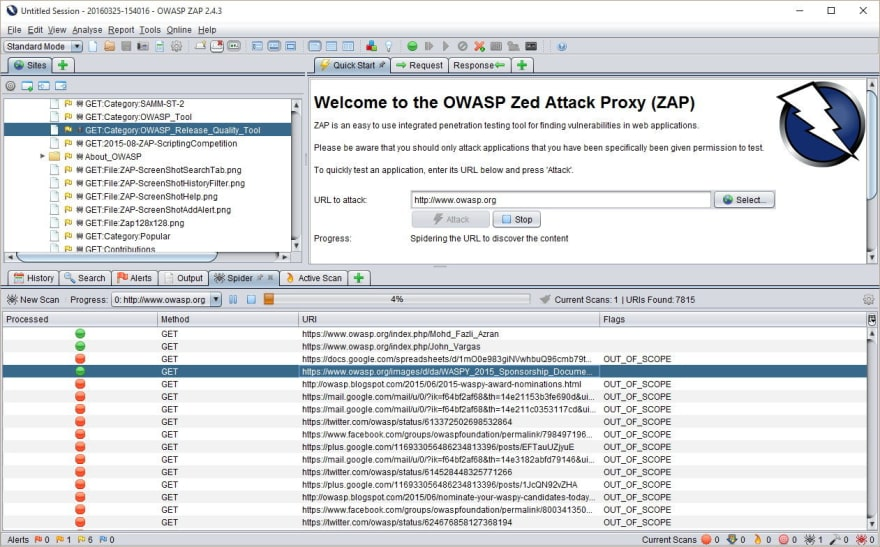 Untitled Session - 20160325-154016 - OWASP ZAP 2.4.3
File Edit View Analyse Report Tools Online Help
Standard Mode
Sites
Quick Start Request Response
GET:Category:SAMM-ST-2
GET:Category:OWASP_Tool
GET:Category:OWASP_Release_Quality_Tool
GET:2015-08-ZAP-ScriptingCompetition
About_OWASP
GET:File:ZAP-ScreenShotSearchTab.png
GET:File:ZAP-ScreenShotHistoryFilter.png
GET:File:ZAP-ScreenShotHelp.png
GET:File:ZAP-ScreenShotAddAlert.png
GET:File:Zap128x128.png
GET:Category:Popular
GET:Contributions
Welcome to the OWASP Zed Attack Proxy (ZAP)
ZAP is an easy to use integrated penetration testing tool for finding vulnerabilities in web applications.
Please be aware that you should only attack applications that you have been specifically been given permission to test.
To quickly test an application, enter its URL below and press 'Attack'.
URL to attack: http://www.owasp.org Select...
Attack Stop
Progress: Spidering the URL to discover the content
History Search Alerts Output Spider Active Scan
New Scan Progress: 0: http://www.owasp.org 4% Current Scans: 1 | URIs Found: 7815
Processed Method URI Flags
GET https://www.owasp.org/index.php/Mohd_Fazli_Azran
GET https://www.owasp.org/index.php/John_Vargas
GET https://docs.google.com/spreadsheets/d/1mO0e983giNVwhbuQ96cmb79t... OUT_OF_SCOPE
GET https://www.owasp.org/images/d/da/WASPY_2015_Sponsorship_Docume...
GET http://owasp.blogspot.com/2015/06/2015-waspy-award-nominations.html OUT_OF_SCOPE
GET https://mail.google.com/mail/u/0/?ik=f64bf2af68&th=14e21153b3fe690d&ui... OUT_OF_SCOPE
GET https://mail.google.com/mail/u/0/?ik=f64bf2af68&th=14e211c0353117cd&ui... OUT_OF_SCOPE
GET https://twitter.com/owasp/status/613372502698532864 OUT_OF_SCOPE
GET https://www.facebook.com/groups/owaspfoundation/permalink/798497196... OUT_OF_SCOPE
GET https://plus.google.com/116933056486234813396/posts/EFTauUZjyuE OUT_OF_SCOPE
GET https://mail.google.com/mail/u/0/?ik=f64bf2af68&th=14e3182abfd79146&ui... OUT_OF_SCOPE
GET https://twitter.com/owasp/status/614528448325771266 OUT_OF_SCOPE
GET https://plus.google.com/116933056486234813396/posts/1JcQN92vZHA OUT_OF_SCOPE
GET http://owasp.blogspot.com/2015/06/nominate-your-waspy-candidates-today... OUT_OF_SCOPE
GET https://www.facebook.com/groups/owaspfoundation/permalink/800341350... OUT_OF_SCOPE
GET https://twitter.com/owasp/status/624676858127368194 OUT_OF_SCOPE
Alerts 0 1 6 0 Current Scans 0 0 0 0 1 0 0